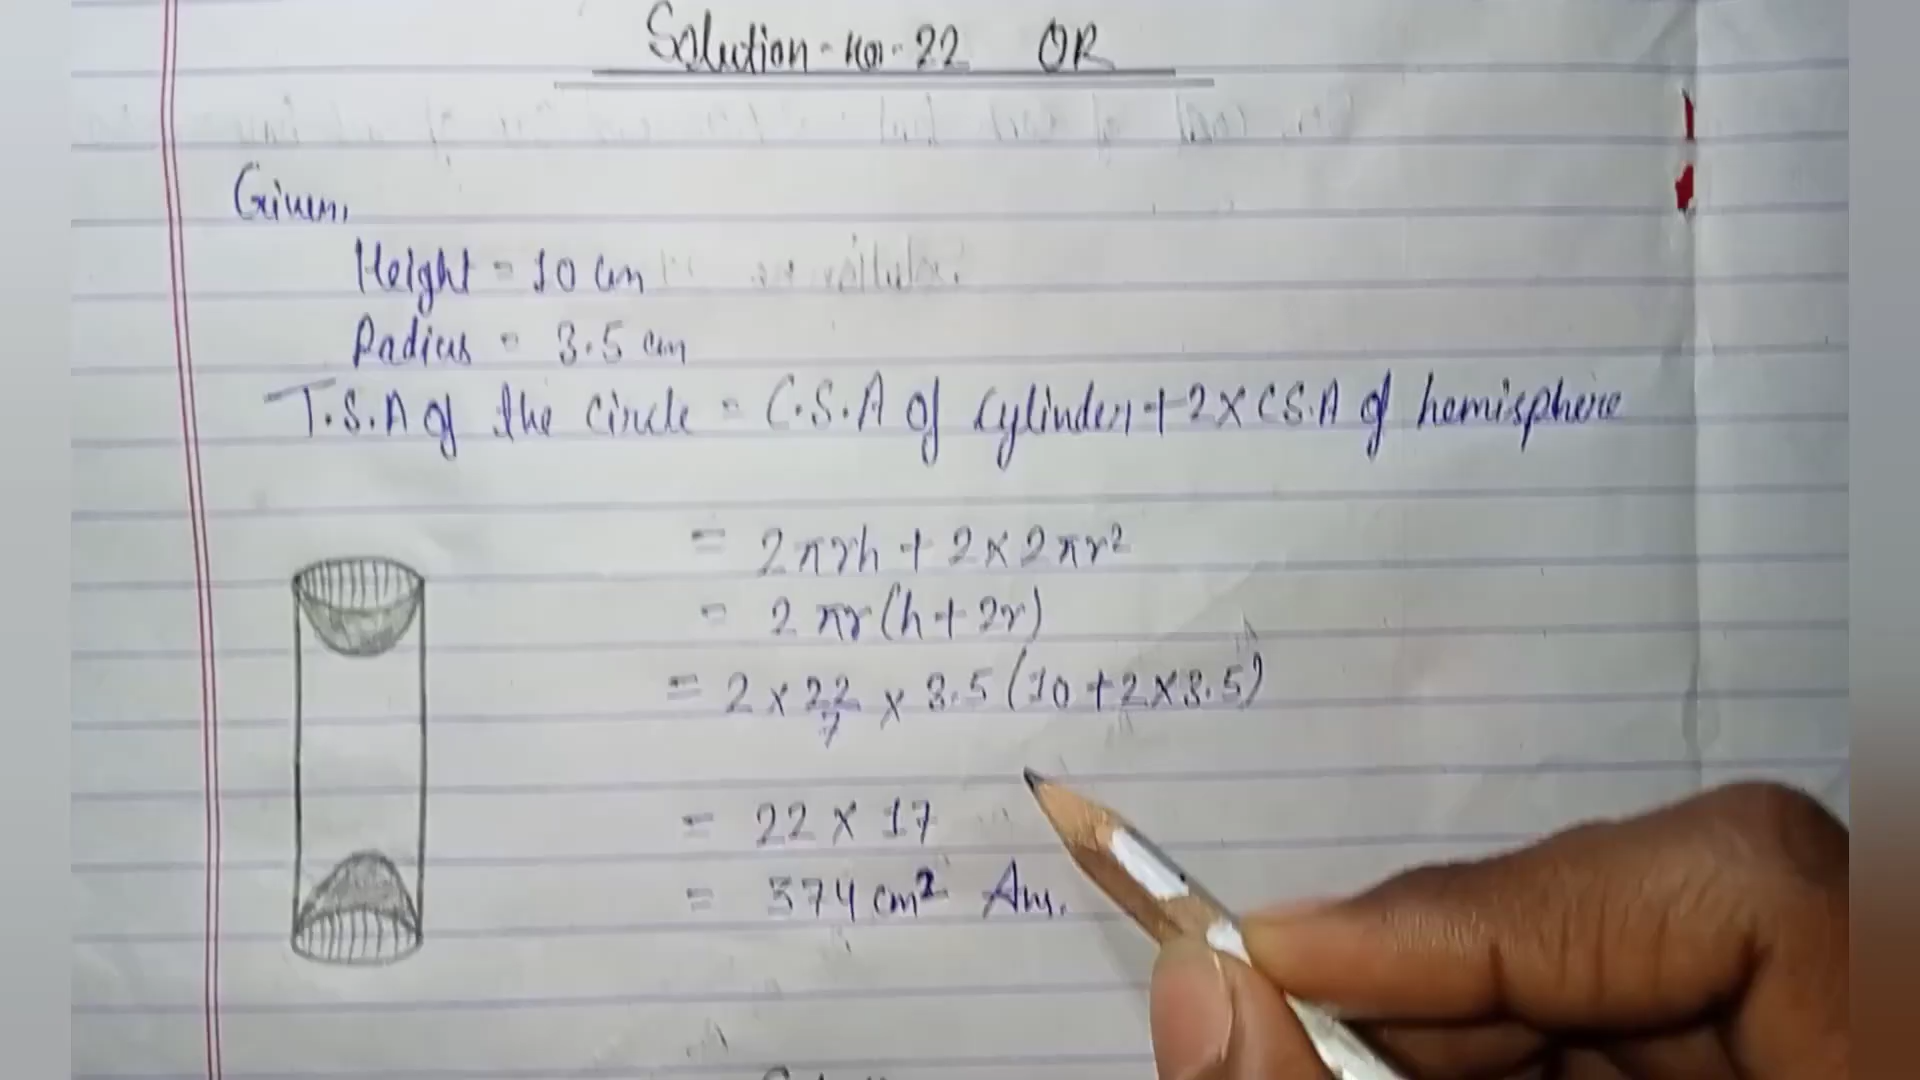 Solution - no - 22 OR
Given,
Height = 10 cm
Radius = 3.5 cm
T.S.A of the circle = C.S.A of cylinder + 2 × CS.A of hemisphere
= 2πrh + 2 × 2πr²
= 2πr(h + 2r)
= 2 × 22/7 × 3.5 (10 + 2 × 3.5)
= 22 × 17
= 374 cm² Ans.